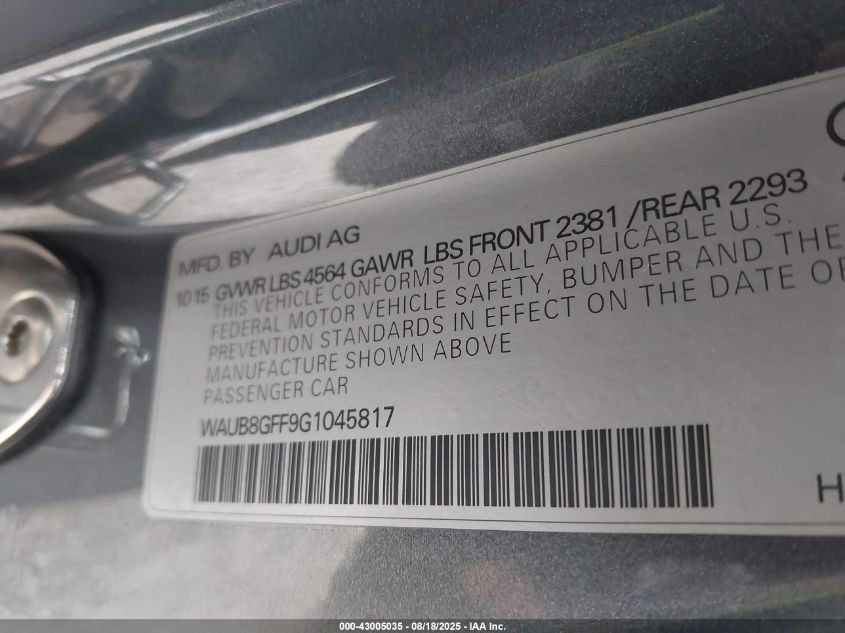 MFD. BY AUDI AG
1015 GVWR LBS 4564 GAWR LBS FRONT 2381 /REAR 2293
THIS VEHICLE CONFORMS TO ALL APPLICABLE U.S.
FEDERAL MOTOR VEHICLE SAFETY, BUMPER AND THE
PREVENTION STANDARDS IN EFFECT ON THE DATE OF
MANUFACTURE SHOWN ABOVE
PASSENGER CAR
WAUB8GFF9G1045817
H
000-43005035 - 08/18/2025 - IAA Inc.